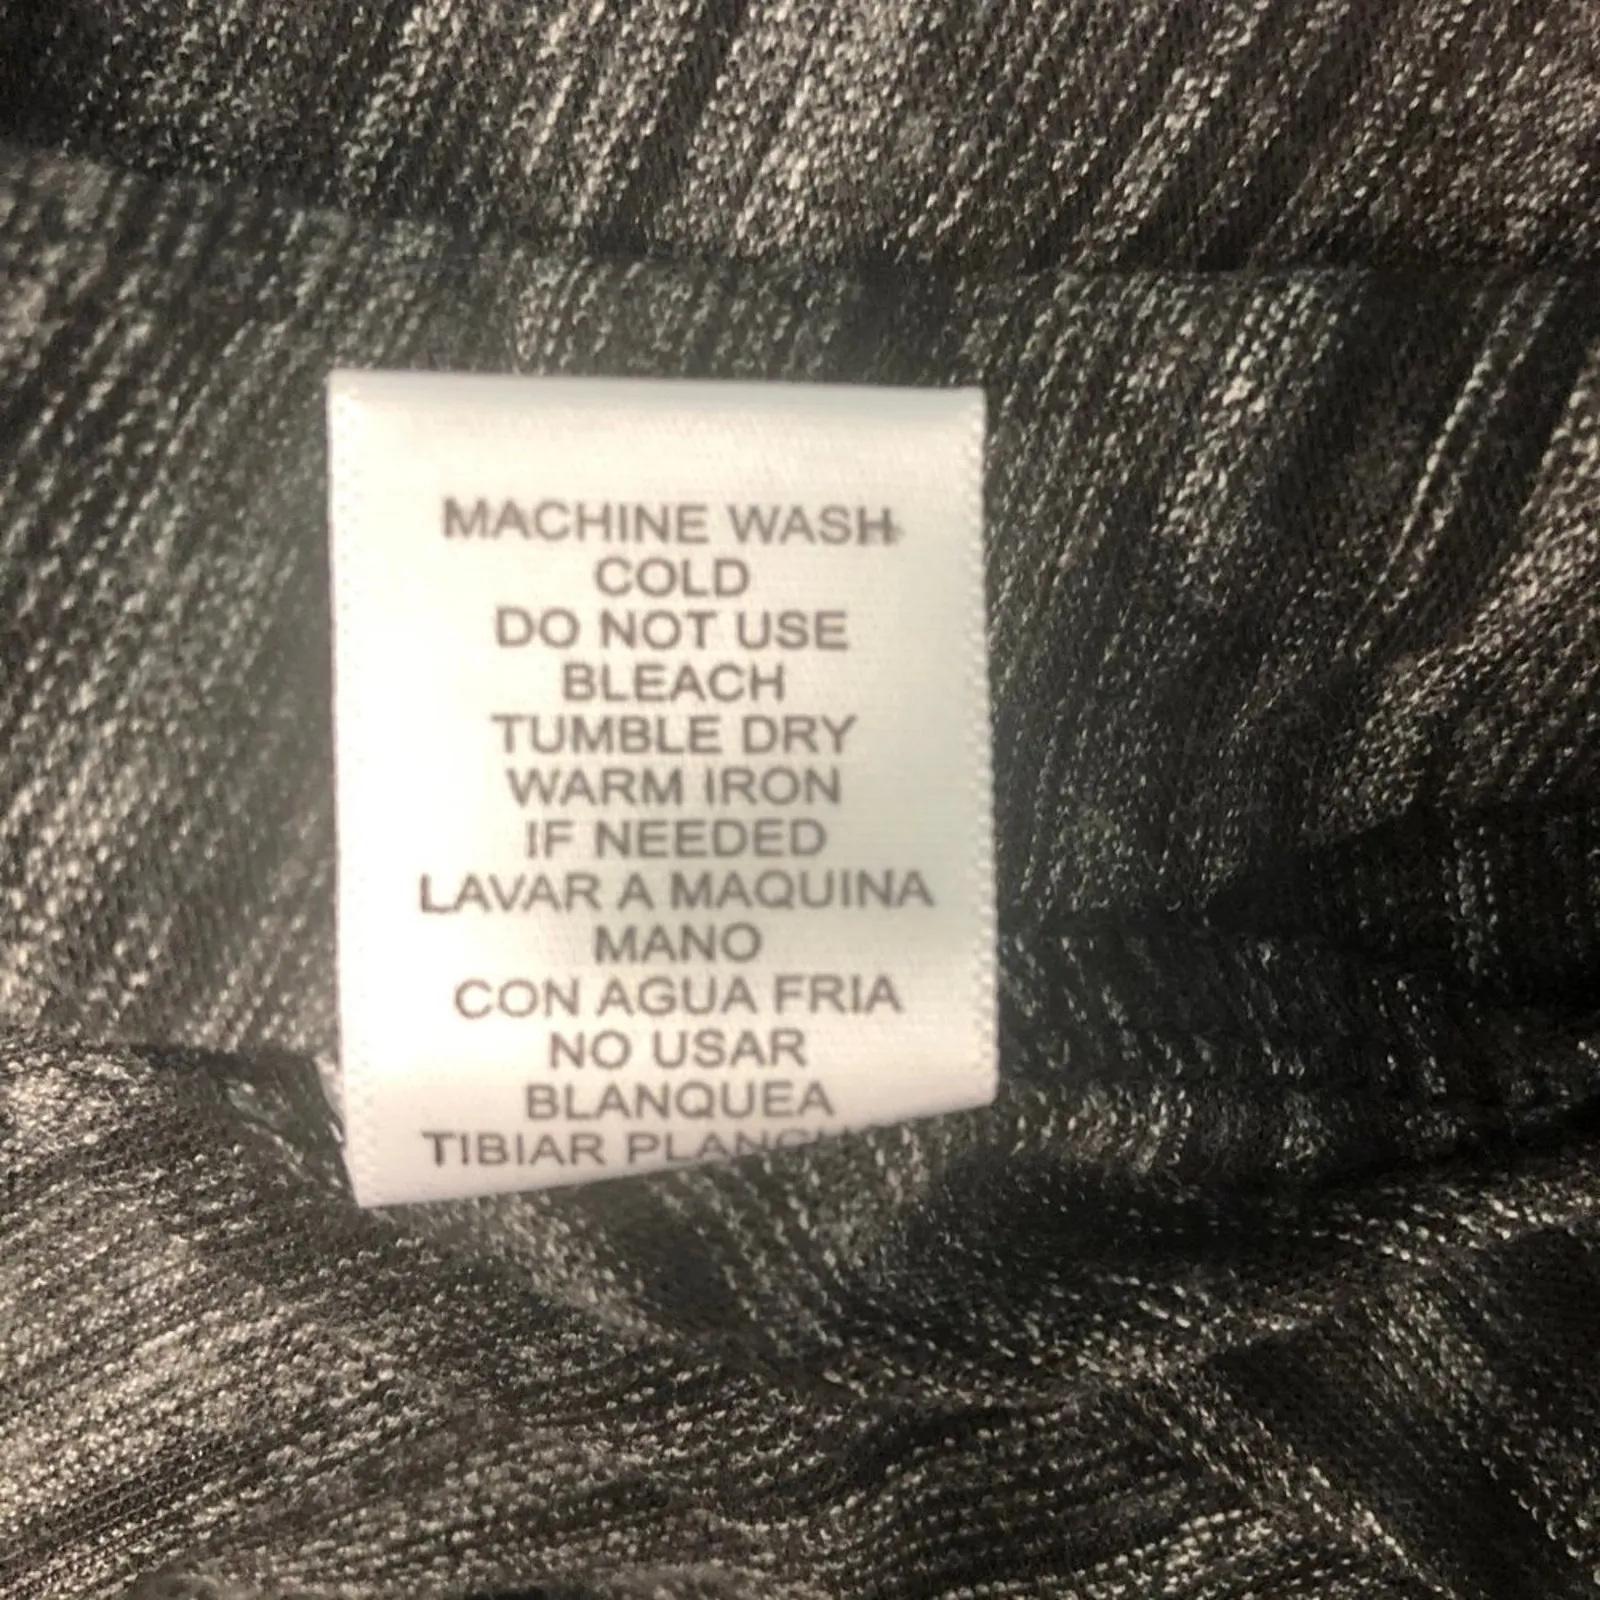 MACHINE WASH
COLD
DO NOT USE
BLEACH
TUMBLE DRY
WARM IRON
IF NEEDED
LAVAR A MAQUINA
MANO
CON AGUA FRIA
NO USAR
BLANQUEA
TIBIAR